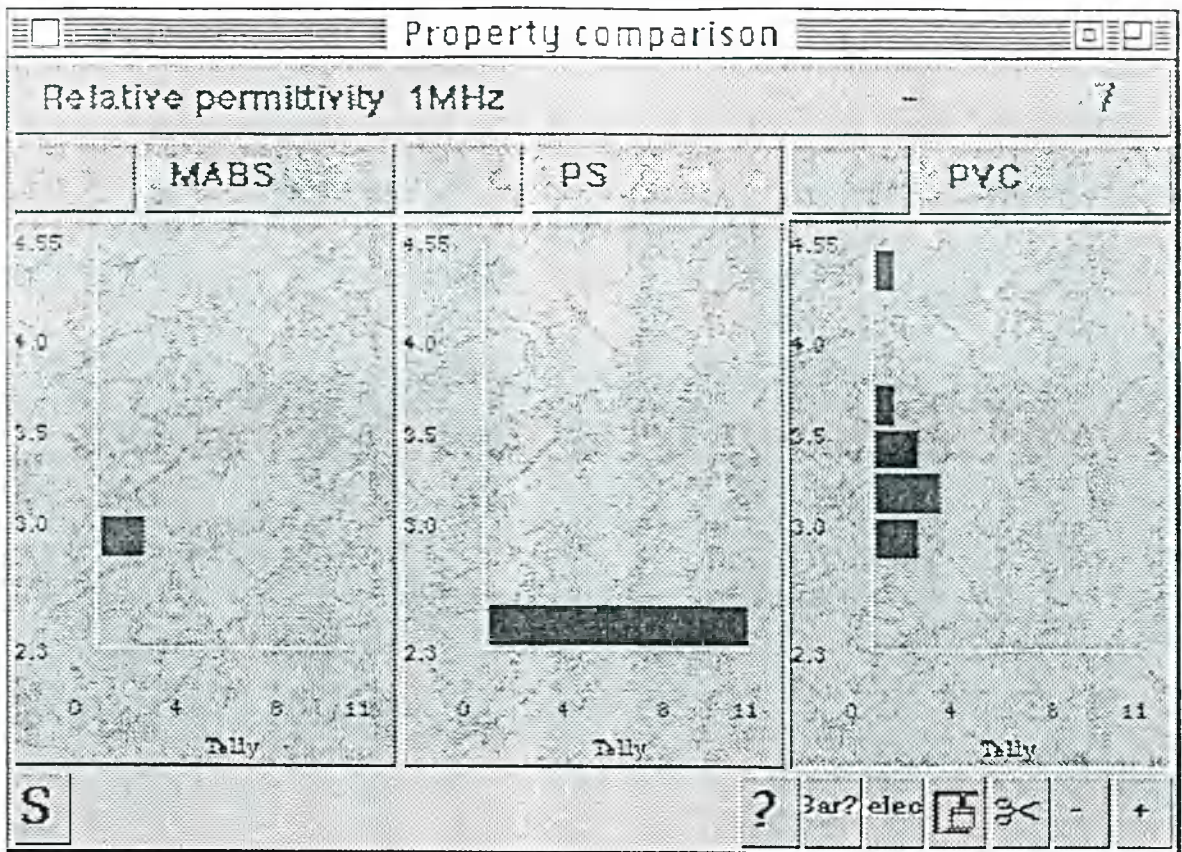 Property comparison
Relative permittivity 1MHz - 7
MABS PS PVC
4.55 4.55 4.55
4.0 4.0 4.0
3.5 3.5 3.5
3.0 3.0 3.0
2.3 2.3 2.3
0 4 8 11 0 4 8 11 0 4 8 11
Tally Tally Tally
S ? Bar? elec - +